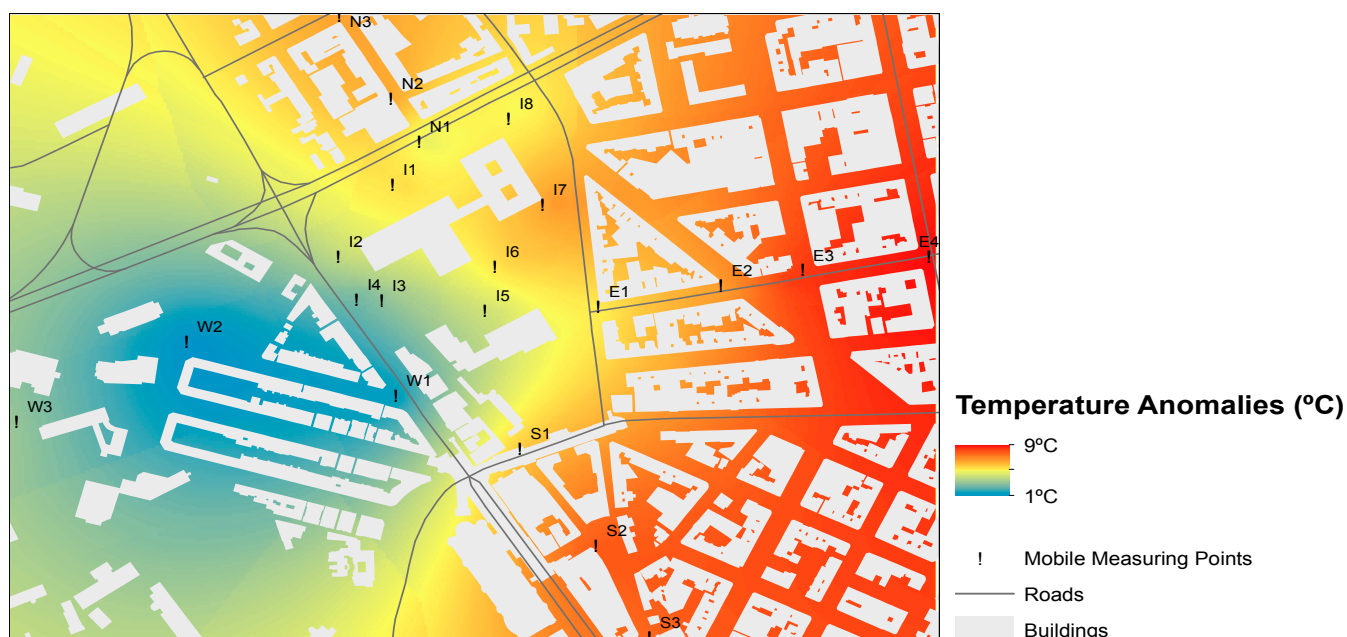 N3
N2
I8
N1
I1
I7
I2
I6
E4
E3
E2
I4
I3
I5
E1
W2
W1
W3
S1
S2
S3
Temperature Anomalies (ºC)
9ºC
1ºC
! Mobile Measuring Points
Roads
Buildings